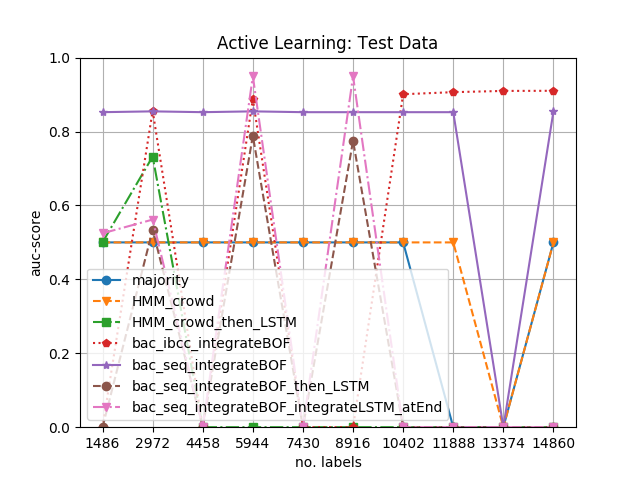 Active Learning: Test Data
1.0
0.8
0.6
0.4
0.2
0.0
auc-score
majority
HMM_crowd
HMM_crowd_then_LSTM
bac_ibcc_integrateBOF
bac_seq_integrateBOF
bac_seq_integrateBOF_then_LSTM
bac_seq_integrateBOF_integrateLSTM_atEnd
1486 2972 4458 5944 7430 8916 10402 11888 13374 14860
no. labels